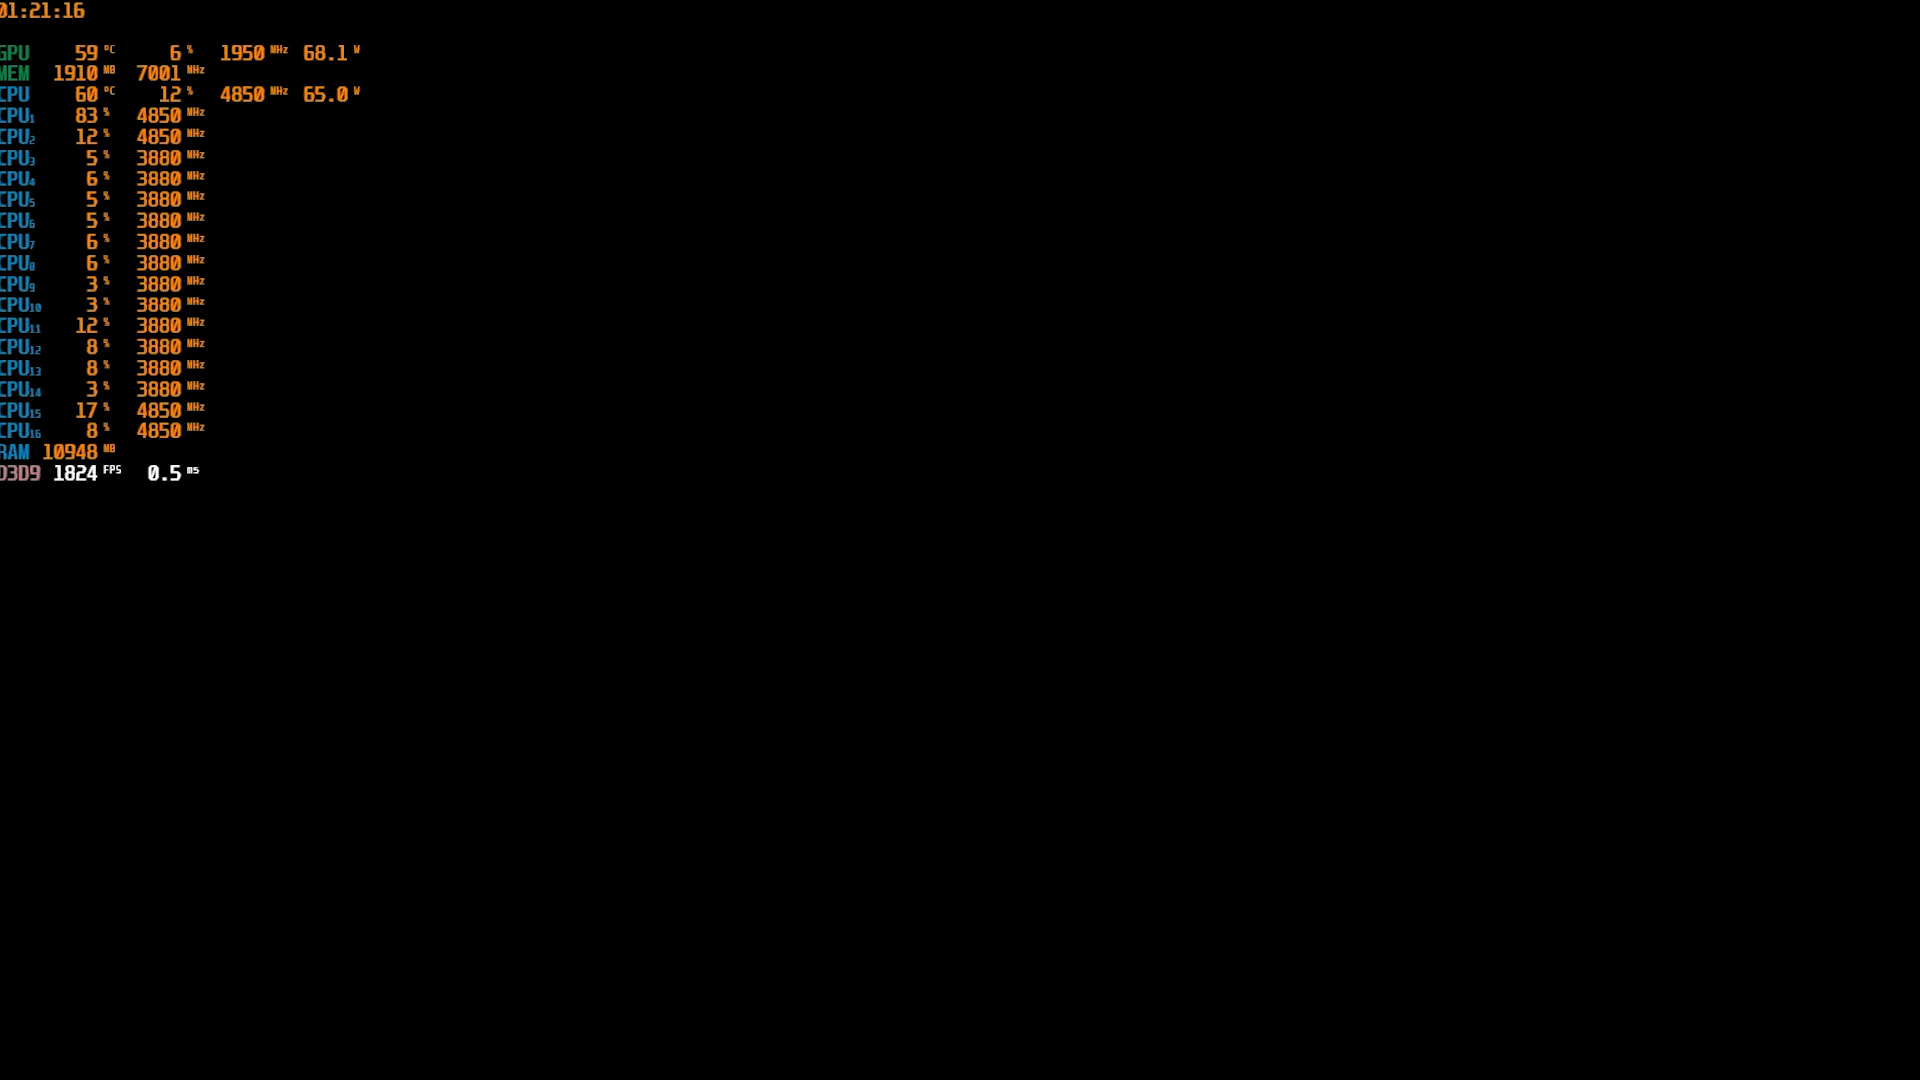 01:21:16
GPU 59 °C 6 % 1950 MHz 68.1 W
MEM 1910 MB 7001 MHz
CPU 60 °C 12 % 4850 MHz 65.0 W
CPU1 83 % 4850 MHz
CPU2 12 % 4850 MHz
CPU3 5 % 3880 MHz
CPU4 6 % 3880 MHz
CPU5 5 % 3880 MHz
CPU6 5 % 3880 MHz
CPU7 6 % 3880 MHz
CPU8 6 % 3880 MHz
CPU9 3 % 3880 MHz
CPU10 3 % 3880 MHz
CPU11 12 % 3880 MHz
CPU12 8 % 3880 MHz
CPU13 8 % 3880 MHz
CPU14 3 % 3880 MHz
CPU15 17 % 4850 MHz
CPU16 8 % 4850 MHz
RAM 10948 MB
D3D9 1824 FPS 0.5 ms